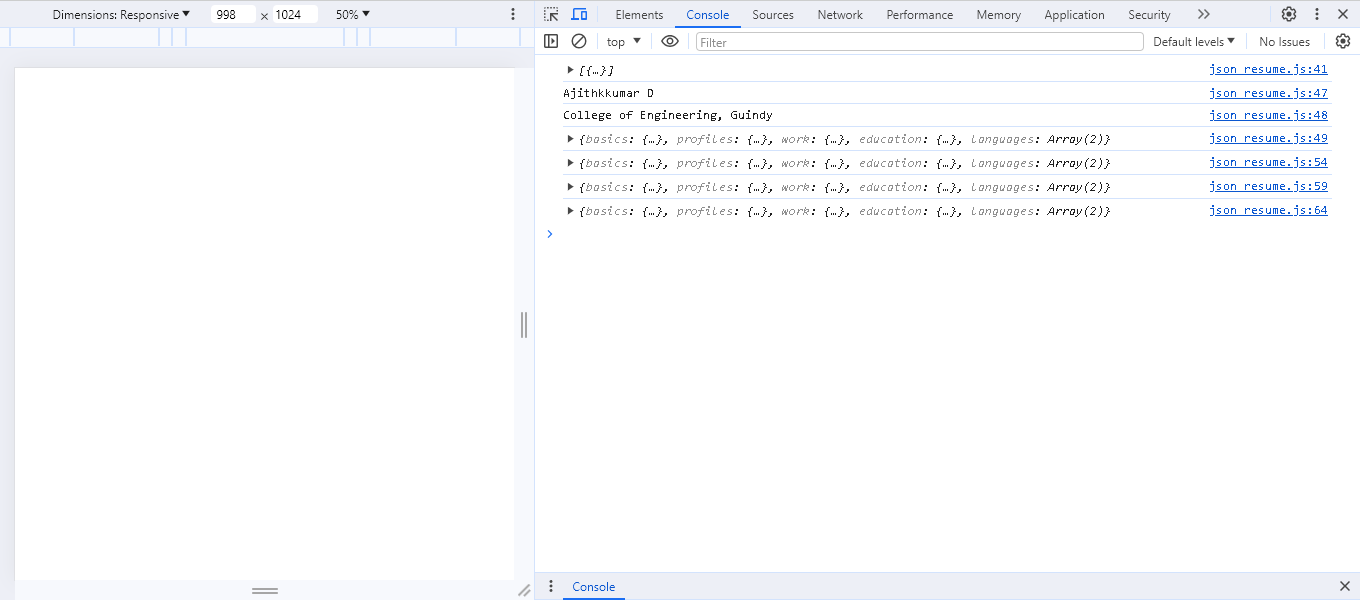 Dimensions: Responsive 998 × 1024 50%
Elements Console Sources Network Performance Memory Application Security
top Filter Default levels No Issues
[{…}] json resume.js:41
Ajithkkumar D json resume.js:47
College of Engineering, Guindy json resume.js:48
{basics: {…}, profiles: {…}, work: {…}, education: {…}, languages: Array(2)} json resume.js:49
{basics: {…}, profiles: {…}, work: {…}, education: {…}, languages: Array(2)} json resume.js:54
{basics: {…}, profiles: {…}, work: {…}, education: {…}, languages: Array(2)} json resume.js:59
{basics: {…}, profiles: {…}, work: {…}, education: {…}, languages: Array(2)} json resume.js:64
Console